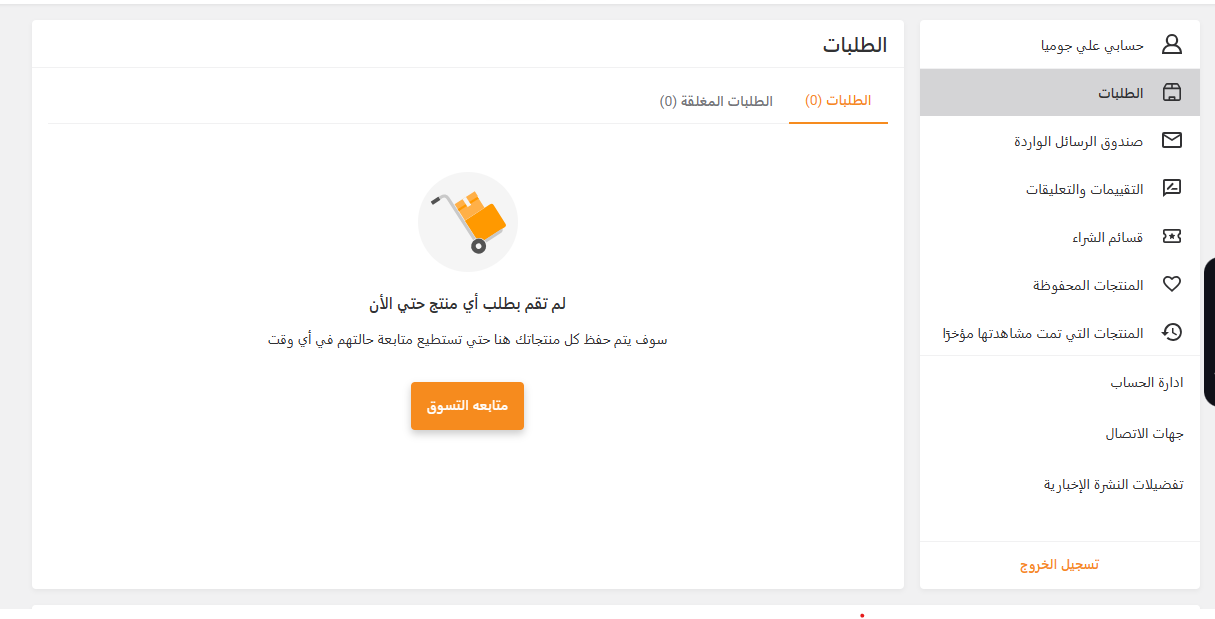 حسابي علي جوميا
الطلبات
صندوق الرسائل الواردة
التقييمات والتعليقات
قسائم الشراء
المنتجات المحفوظة
المنتجات التي تمت مشاهدتها مؤخرًا
ادارة الحساب
جهات الاتصال
تفضيلات النشرة الإخبارية
تسجيل الخروج
الطلبات
الطلبات (0)
الطلبات المغلقة (0)
لم تقم بطلب أي منتج حتي الأن
سوف يتم حفظ كل منتجاتك هنا حتي تستطيع متابعة حالتهم في أي وقت
متابعه التسوق